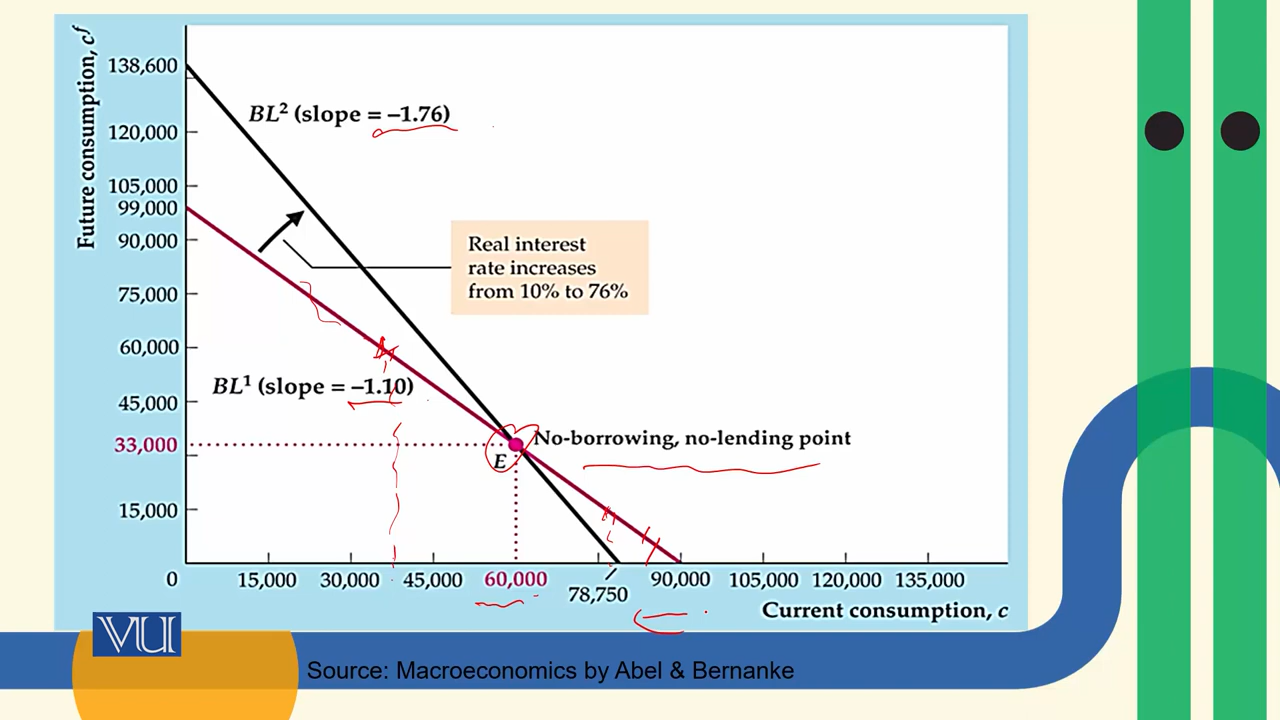 Future consumption, cᶠ
138,600
120,000
105,000
99,000
90,000
75,000
60,000
45,000
33,000
15,000
BL² (slope = –1.76)
Real interest
rate increases
from 10% to 76%
BL¹ (slope = –1.10)
No-borrowing, no-lending point
E
0 15,000 30,000 45,000 60,000 78,750 90,000 105,000 120,000 135,000
Current consumption, c
VU
Source: Macroeconomics by Abel & Bernanke